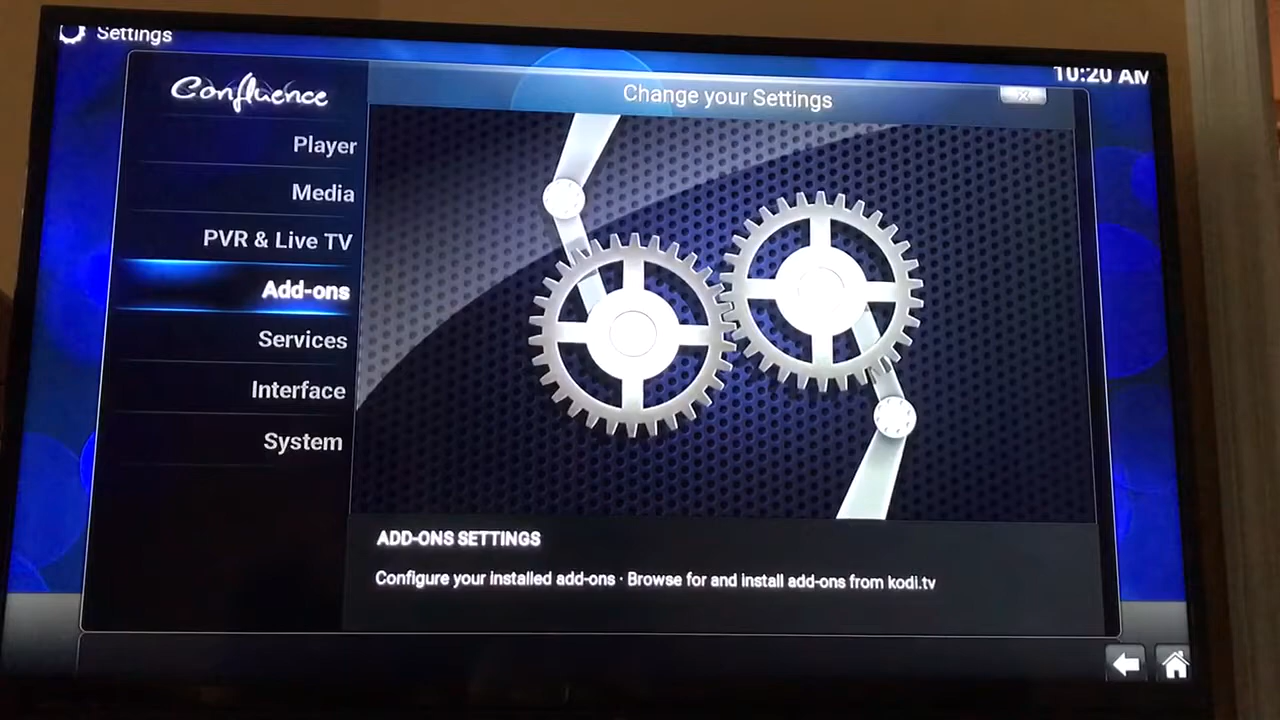 Settings
10:20 AM
Confluence
Change your Settings
Player
Media
PVR & Live TV
Add-ons
Services
Interface
System
ADD-ONS SETTINGS
Configure your installed add-ons · Browse for and install add-ons from kodi.tv